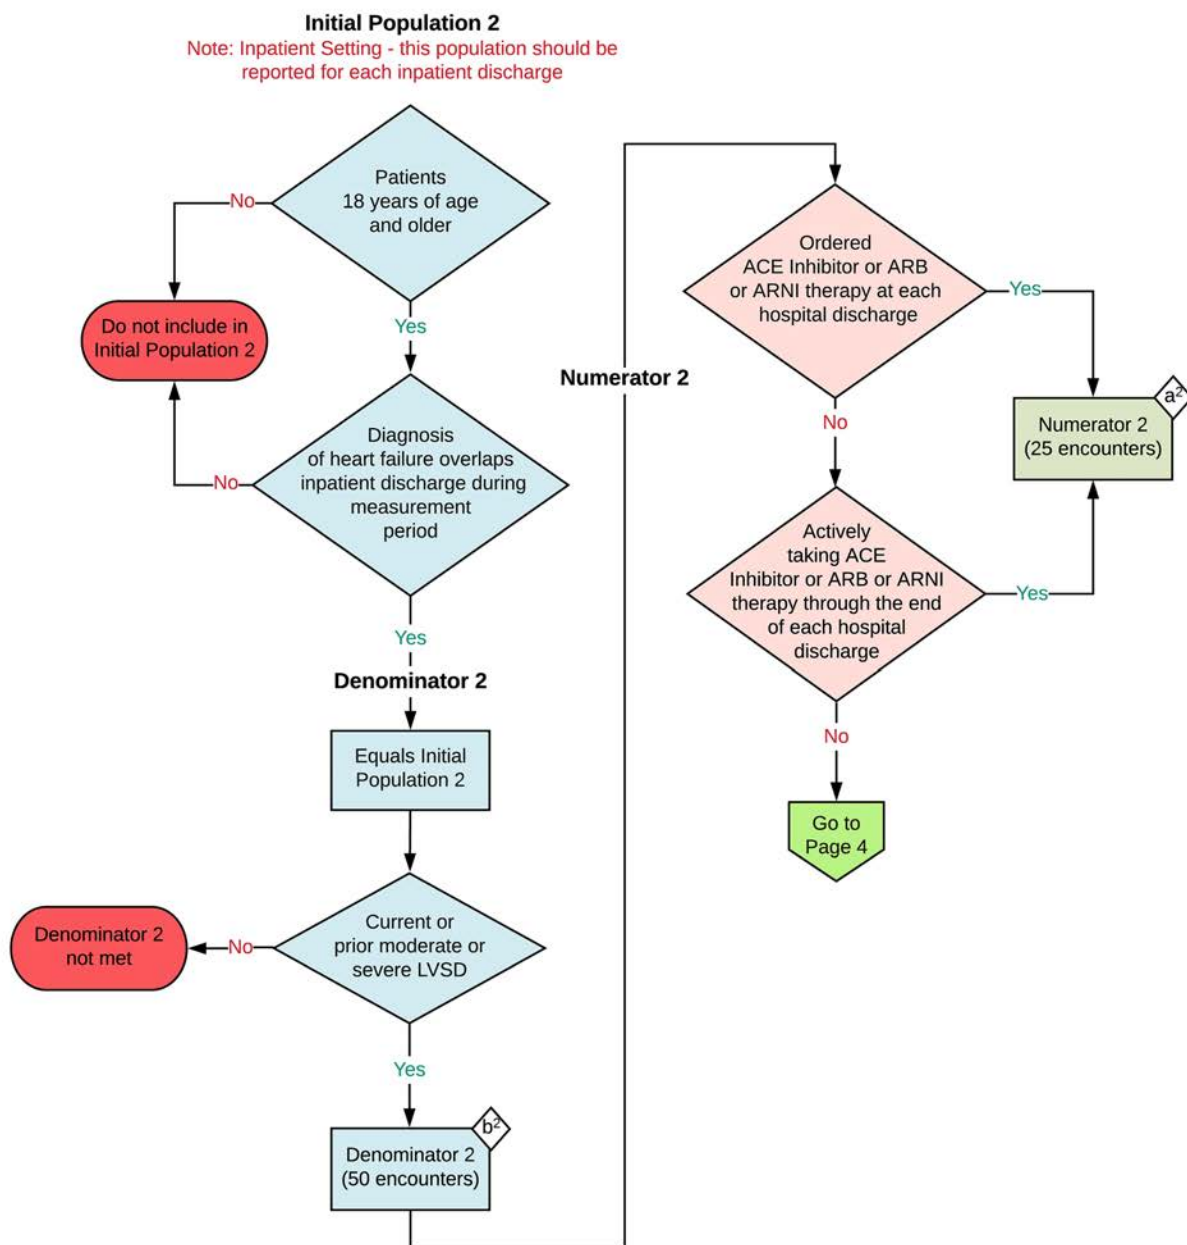 Initial Population 2
Note: Inpatient Setting - this population should be
reported for each inpatient discharge
Patients
18 years of age
and older
No
Do not include in
Initial Population 2
Yes
Diagnosis
of heart failure overlaps
inpatient discharge during
measurement
period
No
Yes
Denominator 2
Equals Initial
Population 2
Current or
prior moderate or
severe LVSD
No
Denominator 2
not met
Yes
b²
Denominator 2
(50 encounters)
Numerator 2
Ordered
ACE Inhibitor or ARB
or ARNI therapy at each
hospital discharge
Yes
a²
Numerator 2
(25 encounters)
No
Actively
taking ACE
Inhibitor or ARB or ARNI
therapy through the end
of each hospital
discharge
Yes
No
Go to
Page 4